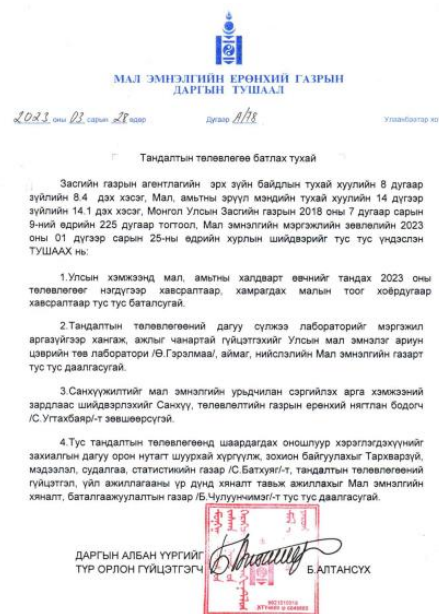 МАЛ ЭМНЭЛГИЙН ЕРӨНХИЙ ГАЗРЫН
ДАРГЫН ТУШААЛ
2023 оны 03 сарын 28 өдөр Дугаар А/78 Улаанбаатар хо
Тандалтын төлөвлөгөө батлах тухай
Засгийн газрын агентлагийн эрх зүйн байдлын тухай хуулийн 8 дугаар
зүйлийн 8.4 дэх хэсэг, Мал, амьтны эрүүл мэндийн тухай хуулийн 14 дүгээр
зүйлийн 14.1 дэх хэсэг, Монгол Улсын Засгийн газрын 2018 оны 7 дугаар сарын
9-ний өдрийн 225 дугаар тогтоол, Мал эмнэлгийн мэргэжлийн зөвлөлийн 2023
оны 01 дүгээр сарын 25-ны өдрийн хурлын шийдвэрийг тус тус үндэслэн
ТУШААХ нь:
1.Улсын хэмжээнд мал, амьтны халдварт өвчнийг тандах 2023 оны
төлөвлөгөөг нэгдүгээр хавсралтаар, хамрагдах малын тоог хоёрдугаар
хавсралтаар тус тус баталсугай.
2.Тандалтын төлөвлөгөөний дагуу сүлжээ лабораторийг мэргэжил
аргазүйгээр хангаж, ажлыг чанартай гүйцэтгэхийг Улсын мал эмнэлэг ариун
цэврийн төв лаборатори /Ө.Гэрэлмаа/, аймаг, нийслэлийн Мал эмнэлгийн газарт
тус тус даалгасугай.
3.Санхүүжилтийг мал эмнэлгийн урьдчилан сэргийлэх арга хэмжээний
зардлаас шийдвэрлэхийг Санхүү, төлөвлөлтийн газрын ерөнхий нягтлан бодогч
/С.Угтахбаяр/-т зөвшөөрсүгэй.
4.Тус тандалтын төлөвлөгөөнд шаардагдах оношлуур хэрэглэгдэхүүнийг
захиалгын дагуу орон нутагт шуурхай хүргүүлж, зохион байгуулахыг Тархварзүй,
мэдээлэл, судалгаа, статистикийн газар /С.Батхуяг/-т, тандалтын төлөвлөгөөний
гүйцэтгэл, үйл ажиллагааны үр дүнд хяналт тавьж ажиллахыг Мал эмнэлгийн
хяналт, баталгаажуулалтын газар /Б.Чулуунчимэг/-т тус тус даалгасугай.
ДАРГЫН АЛБАН ҮҮРГИЙГ
ТҮР ОРЛОН ГҮЙЦЭТГЭГЧ Б.АЛТАНСҮХ